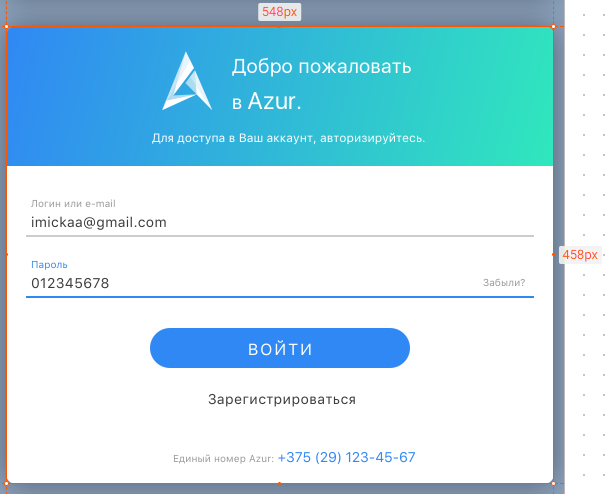 548px
Добро пожаловать
в Azur.
Для доступа в Ваш аккаунт, авторизируйтесь.
Логин или e-mail
imickaa@gmail.com
458px
Пароль
012345678
Забыли?
ВОЙТИ
Зарегистрироваться
Единый номер Azur: +375 (29) 123-45-67